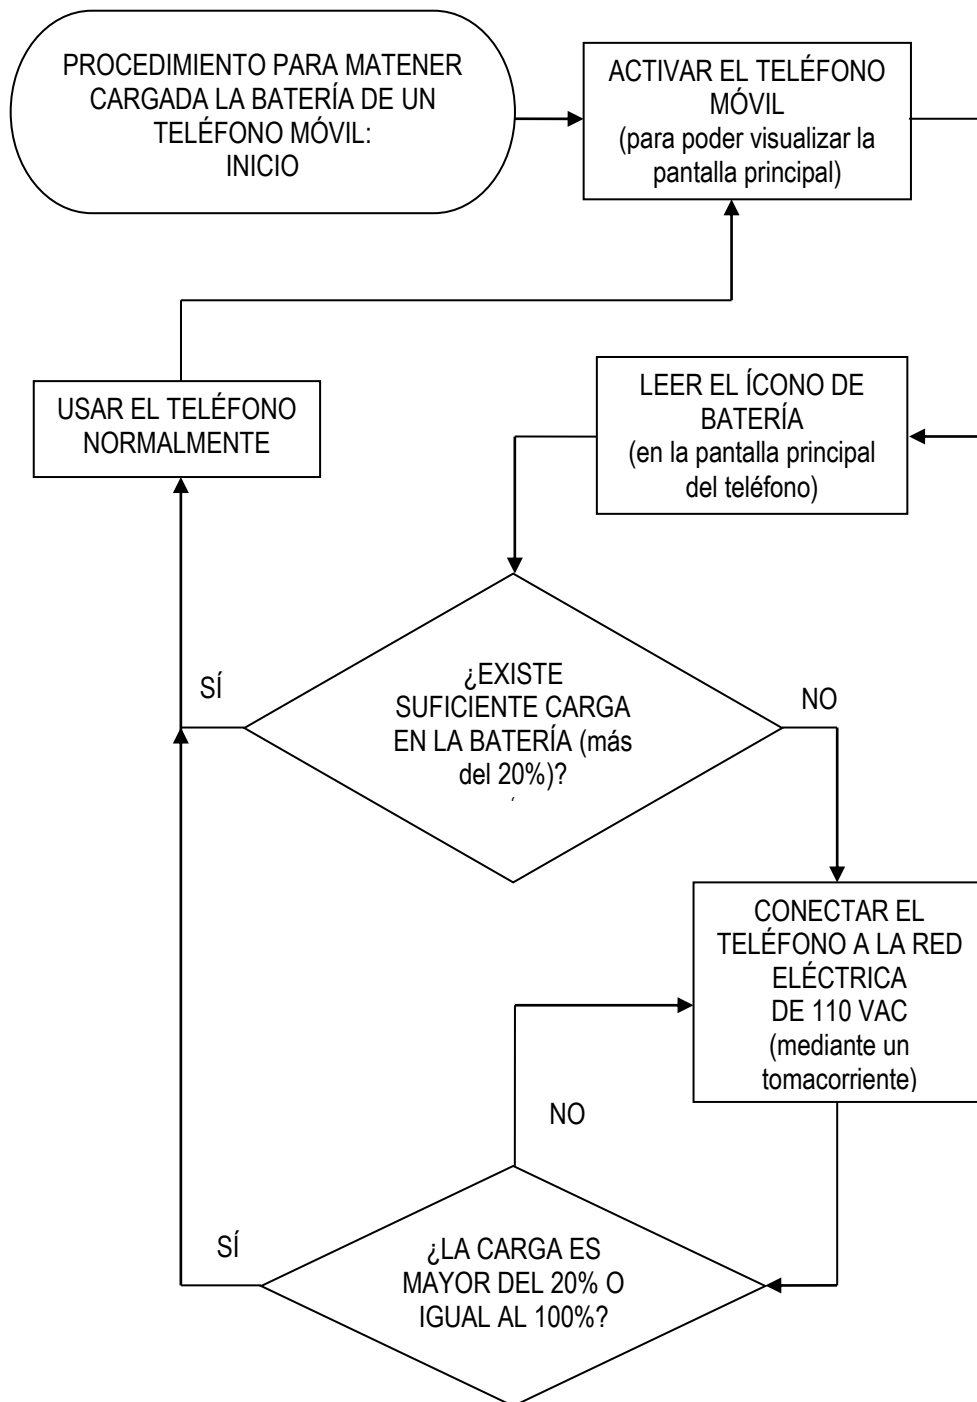 PROCEDIMIENTO PARA MATENER
CARGADA LA BATERÍA DE UN
TELÉFONO MÓVIL:
INICIO
ACTIVAR EL TELÉFONO
MÓVIL
(para poder visualizar la
pantalla principal)
USAR EL TELÉFONO
NORMALMENTE
LEER EL ÍCONO DE
BATERÍA
(en la pantalla principal
del teléfono)
SÍ
¿EXISTE
SUFICIENTE CARGA
EN LA BATERÍA (más
del 20%)?
NO
CONECTAR EL
TELÉFONO A LA RED
ELÉCTRICA
DE 110 VAC
(mediante un
tomacorriente)
NO
SÍ
¿LA CARGA ES
MAYOR DEL 20% O
IGUAL AL 100%?